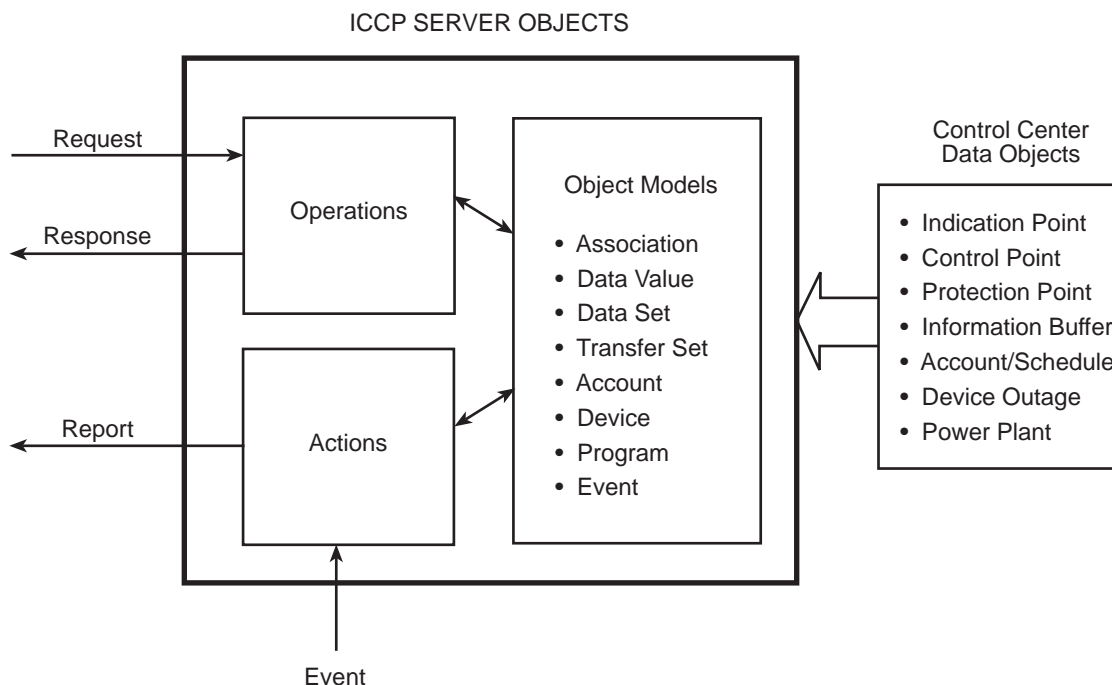 ICCP SERVER OBJECTS
Request
Response
Report
Operations
Actions
Event
Object Models
• Association
• Data Value
• Data Set
• Transfer Set
• Account
• Device
• Program
• Event
Control Center
Data Objects
• Indication Point
• Control Point
• Protection Point
• Information Buffer
• Account/Schedule
• Device Outage
• Power Plant